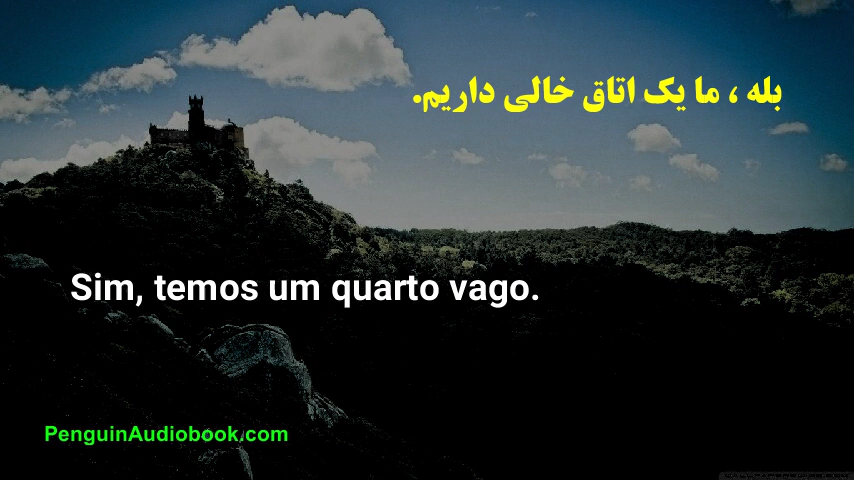 بله ، ما یک اتاق خالی داریم.
Sim, temos um quarto vago.
PenguinAudiobook.com